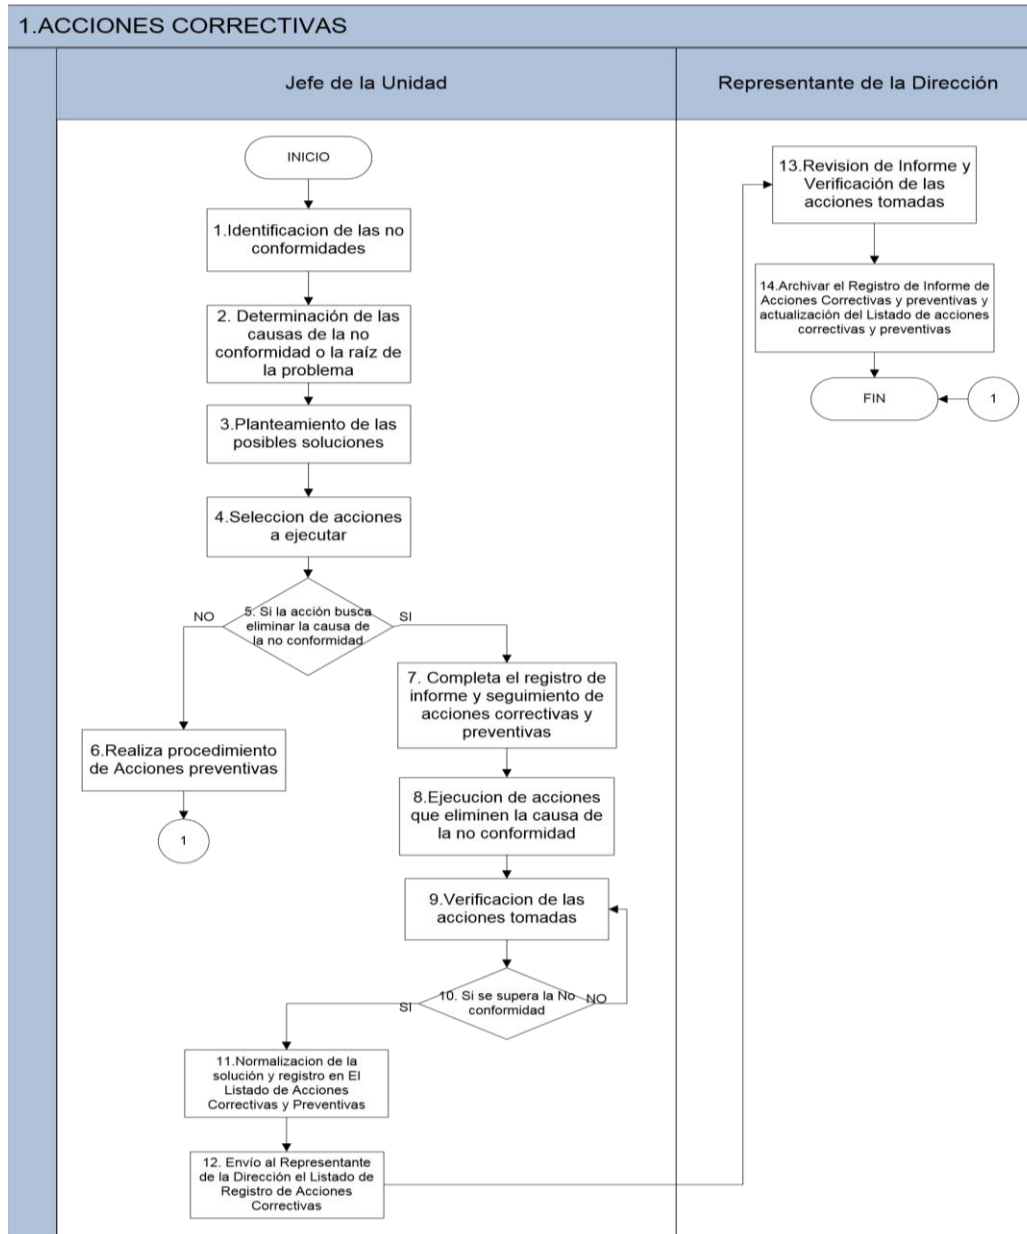 1.ACCIONES CORRECTIVAS
Jefe de la Unidad
Representante de la Dirección
INICIO
1.Identificacion de las no
conformidades
2. Determinación de las
causas de la no
conformidad o la raíz de
la problema
3.Planteamiento de las
posibles soluciones
4.Seleccion de acciones
a ejecutar
5. Si la acción busca
eliminar la causa de
la no conformidad
NO
SI
6.Realiza procedimiento
de Acciones preventivas
1
7. Completa el registro de
informe y seguimiento de
acciones correctivas y
preventivas
8.Ejecucion de acciones
que eliminen la causa de
la no conformidad
9.Verificacion de las
acciones tomadas
10. Si se supera la No
conformidad
NO
SI
11.Normalizacion de la
solución y registro en El
Listado de Acciones
Correctivas y Preventivas
12. Envío al Representante
de la Dirección el Listado de
Registro de Acciones
Correctivas
13.Revision de Informe y
Verificación de las
acciones tomadas
14.Archivar el Registro de Informe de
Acciones Correctivas y preventivas y
actualización del Listado de acciones
correctivas y preventivas
FIN
1